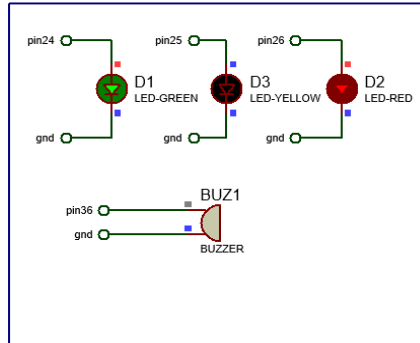 pin24
pin25
pin26
D1
LED-GREEN
D3
LED-YELLOW
D2
LED-RED
gnd
gnd
gnd
BUZ1
pin36
gnd
BUZZER